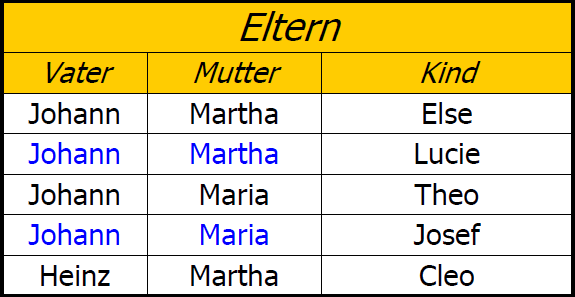 Eltern
Vater Mutter Kind
Johann Martha Else
Johann Martha Lucie
Johann Maria Theo
Johann Maria Josef
Heinz Martha Cleo